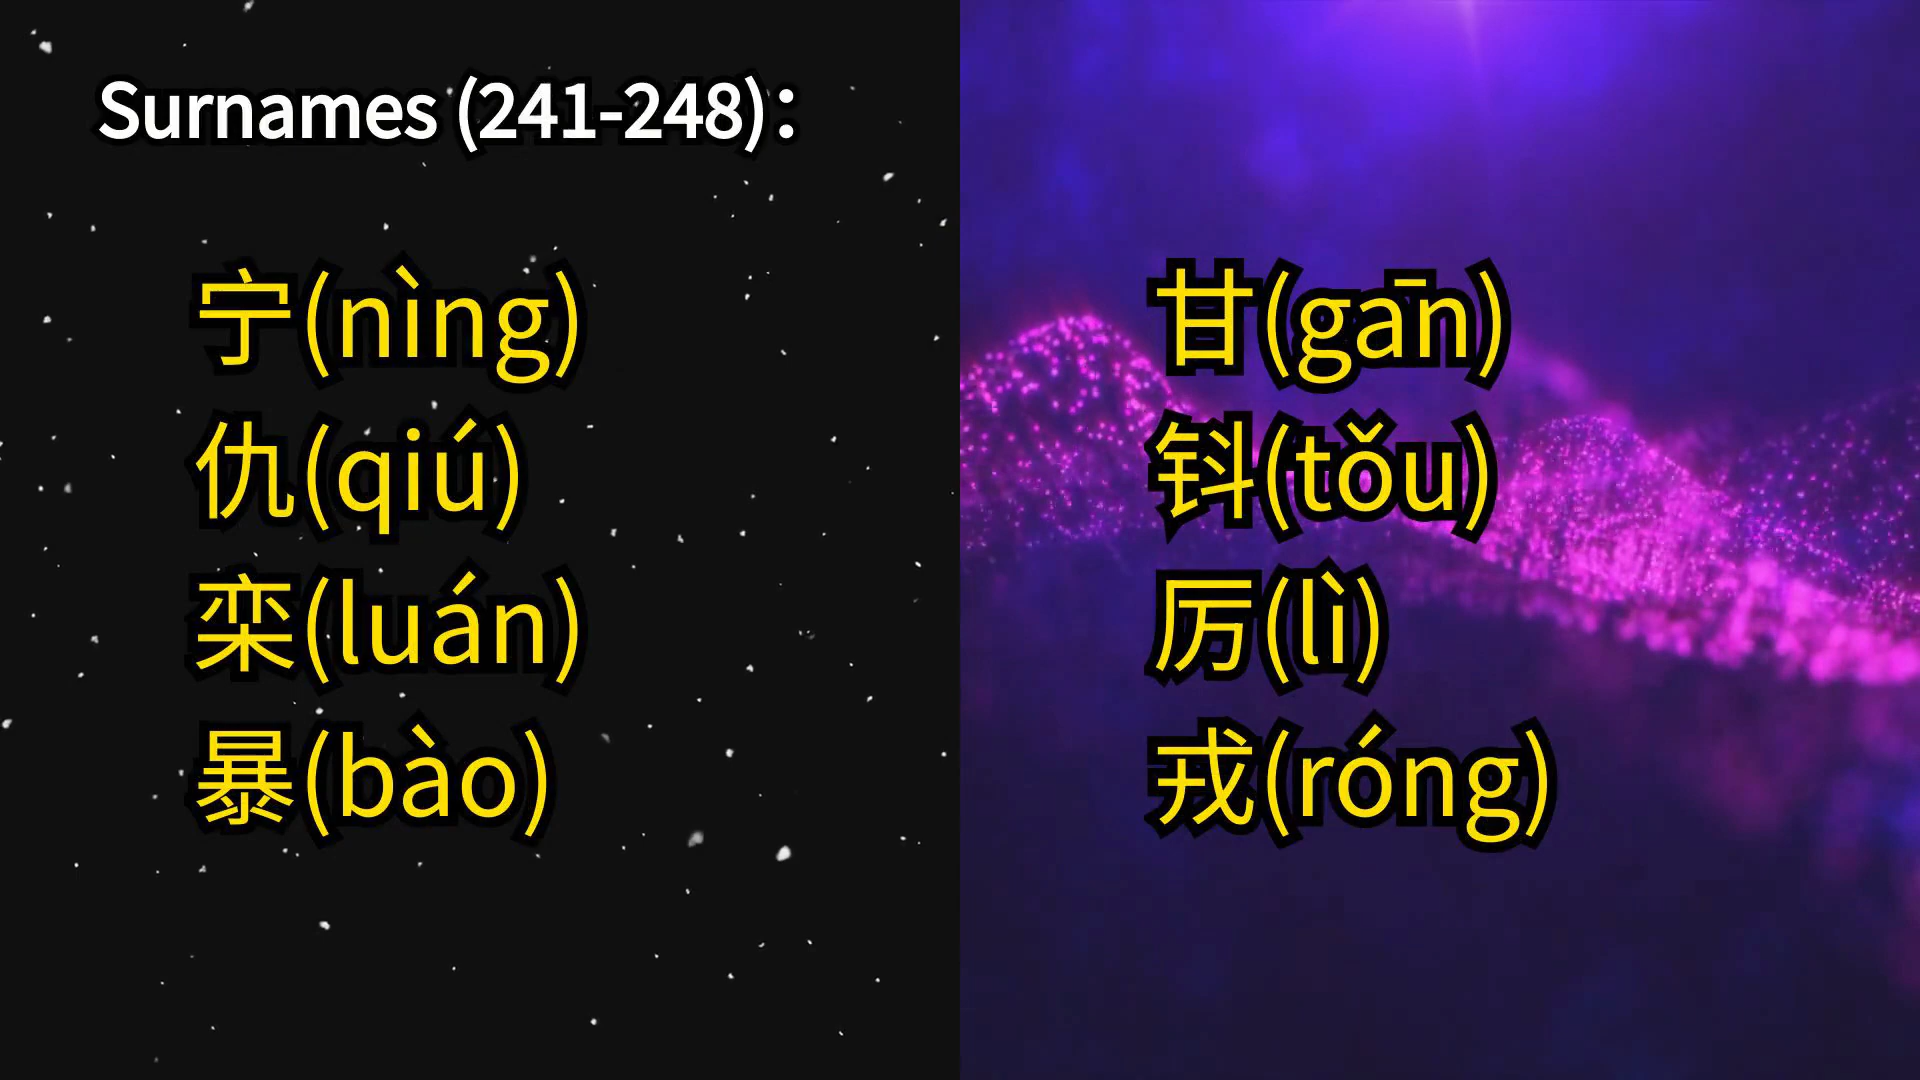 Surnames (241-248)：
宁(nìng)
仇(qiú)
栾(luán)
暴(bào)
甘(gān)
钭(tǒu)
厉(lì)
戎(róng)